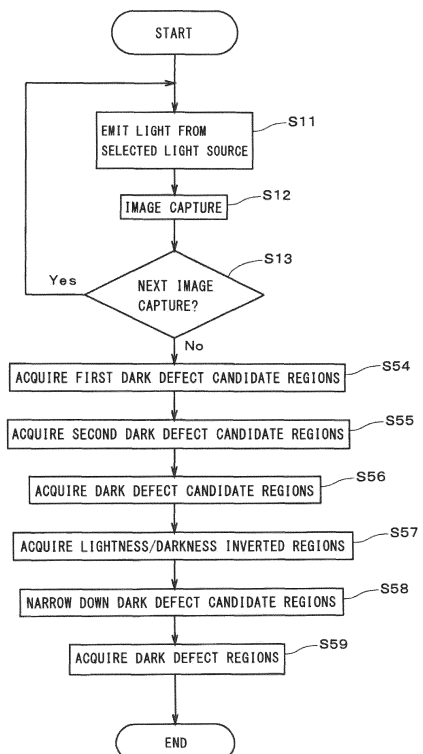 START
EMIT LIGHT FROM
SELECTED LIGHT SOURCE
S11
IMAGE CAPTURE
S12
NEXT IMAGE
CAPTURE?
S13
Yes
No
ACQUIRE FIRST DARK DEFECT CANDIDATE REGIONS
S54
ACQUIRE SECOND DARK DEFECT CANDIDATE REGIONS
S55
ACQUIRE DARK DEFECT CANDIDATE REGIONS
S56
ACQUIRE LIGHTNESS/DARKNESS INVERTED REGIONS
S57
NARROW DOWN DARK DEFECT CANDIDATE REGIONS
S58
ACQUIRE DARK DEFECT REGIONS
S59
END